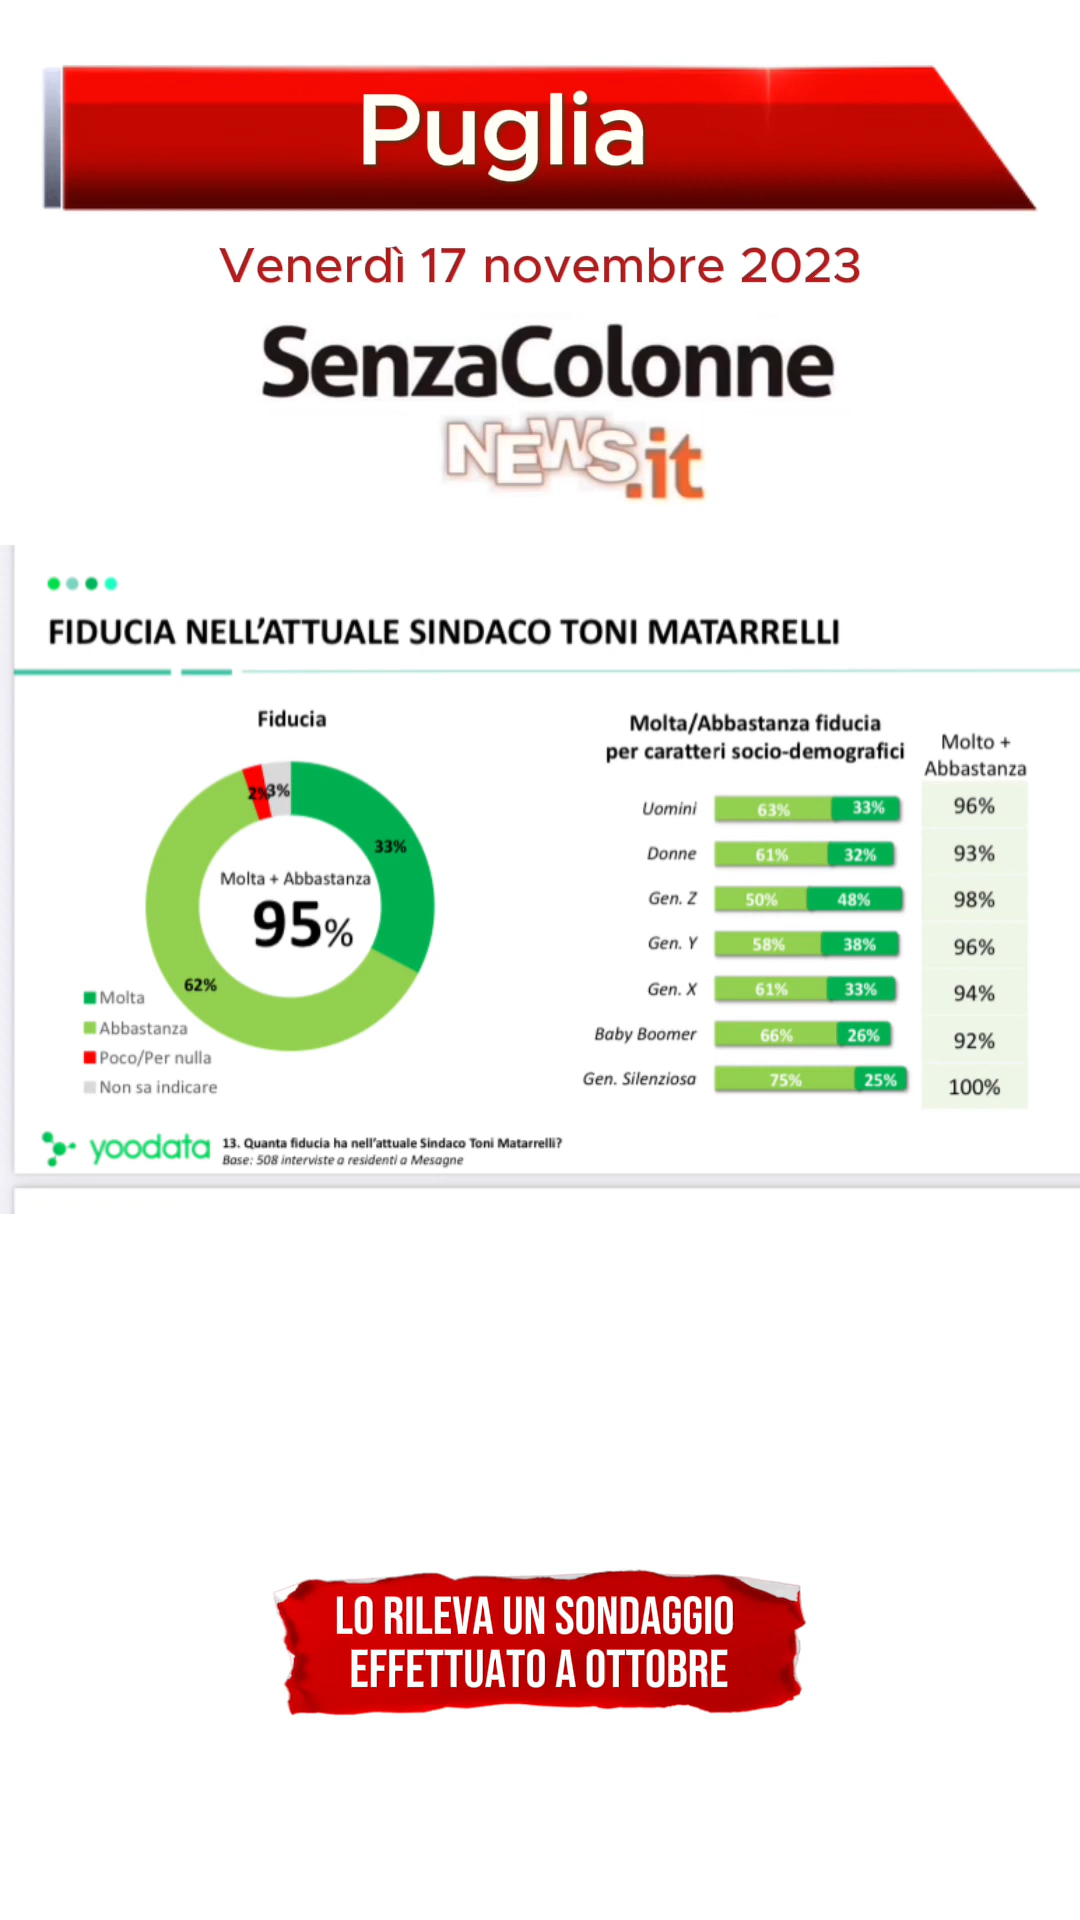 Puglia
Venerdì 17 novembre 2023
SenzaColonne
NEWS.it
FIDUCIA NELL'ATTUALE SINDACO TONI MATARRELLI
Fiducia
2%
3%
33%
Molta + Abbastanza
95%
62%
Molta
Abbastanza
Poco/Per nulla
Non sa indicare
Molta/Abbastanza fiducia
per caratteri socio-demografici
Molto +
Abbastanza
Uomini 63% 33% 96%
Donne 61% 32% 93%
Gen. Z 50% 48% 98%
Gen. Y 58% 38% 96%
Gen. X 61% 33% 94%
Baby Boomer 66% 26% 92%
Gen. Silenziosa 75% 25% 100%
yoodata
13. Quanta fiducia ha nell'attuale Sindaco Toni Matarrelli?
Base: 508 interviste a residenti a Mesagne
LO RILEVA UN SONDAGGIO
EFFETTUATO A OTTOBRE